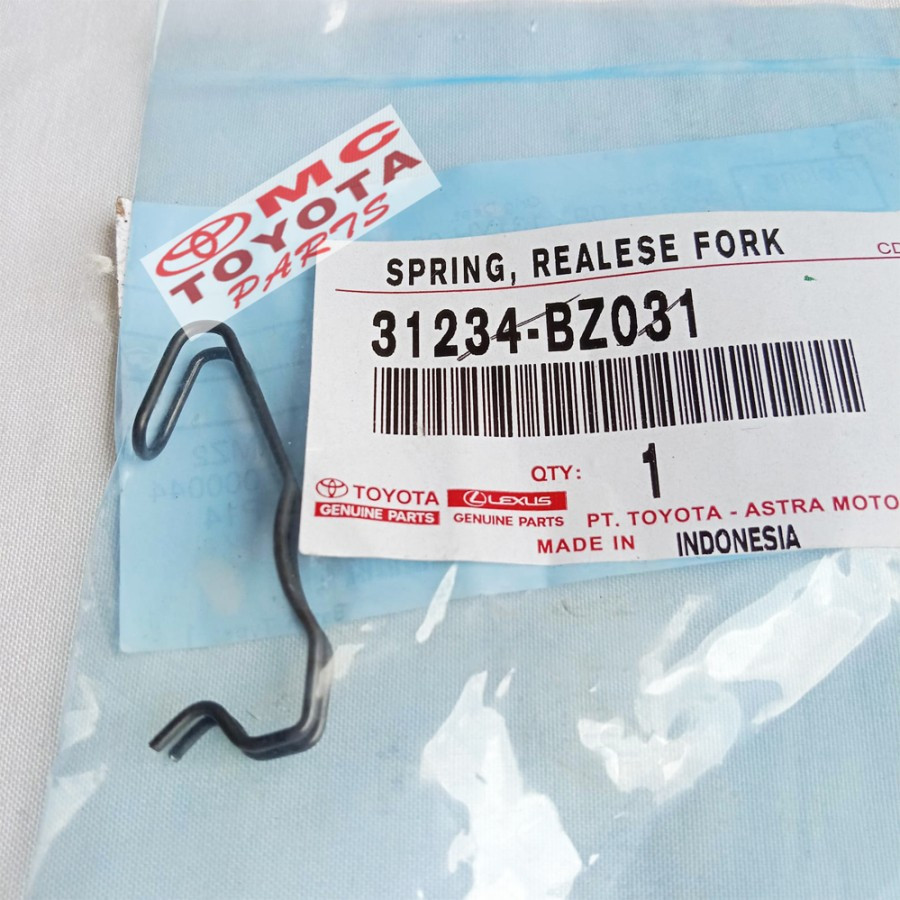 MC
TOYOTA
PARTS
SPRING, REALESE FORK
31234-BZ031
QTY: 1
TOYOTA
GENUINE PARTS
LEXUS
GENUINE PARTS
PT. TOYOTA - ASTRA MOTO
MADE IN INDONESIA
000044